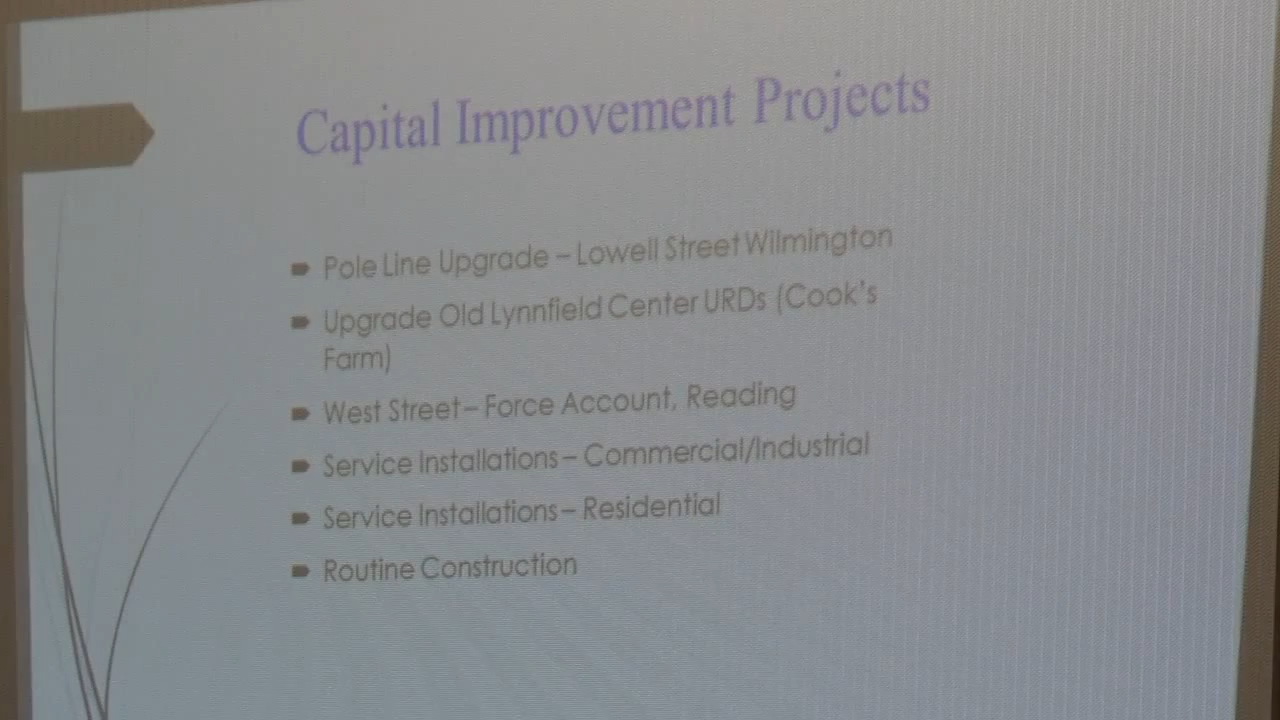 Capital Improvement Projects
Pole Line Upgrade – Lowell Street Wilmington
Upgrade Old Lynnfield Center URDs (Cook's
Farm)
West Street – Force Account, Reading
Service Installations – Commercial/Industrial
Service Installations – Residential
Routine Construction